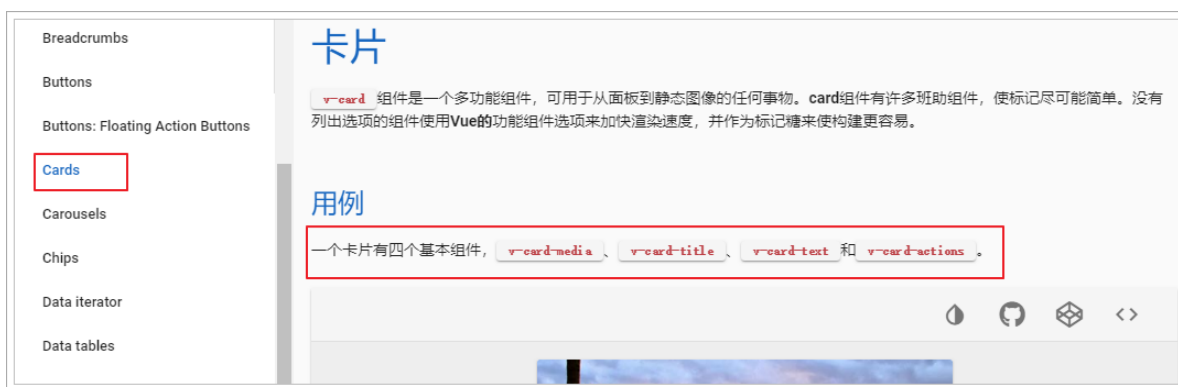 Breadcrumbs
Buttons
Buttons: Floating Action Buttons
Cards
Carousels
Chips
Data iterator
Data tables
卡片
v-card 组件是一个多功能组件，可用于从面板到静态图像的任何事物。card组件有许多班助组件，使标记尽可能简单。没有
列出选项的组件使用Vue的功能组件选项来加快渲染速度，并作为标记糖来使构建更容易。
用例
一个卡片有四个基本组件，v-card-media 、 v-card-title 、 v-card-text 和 v-card-actions 。